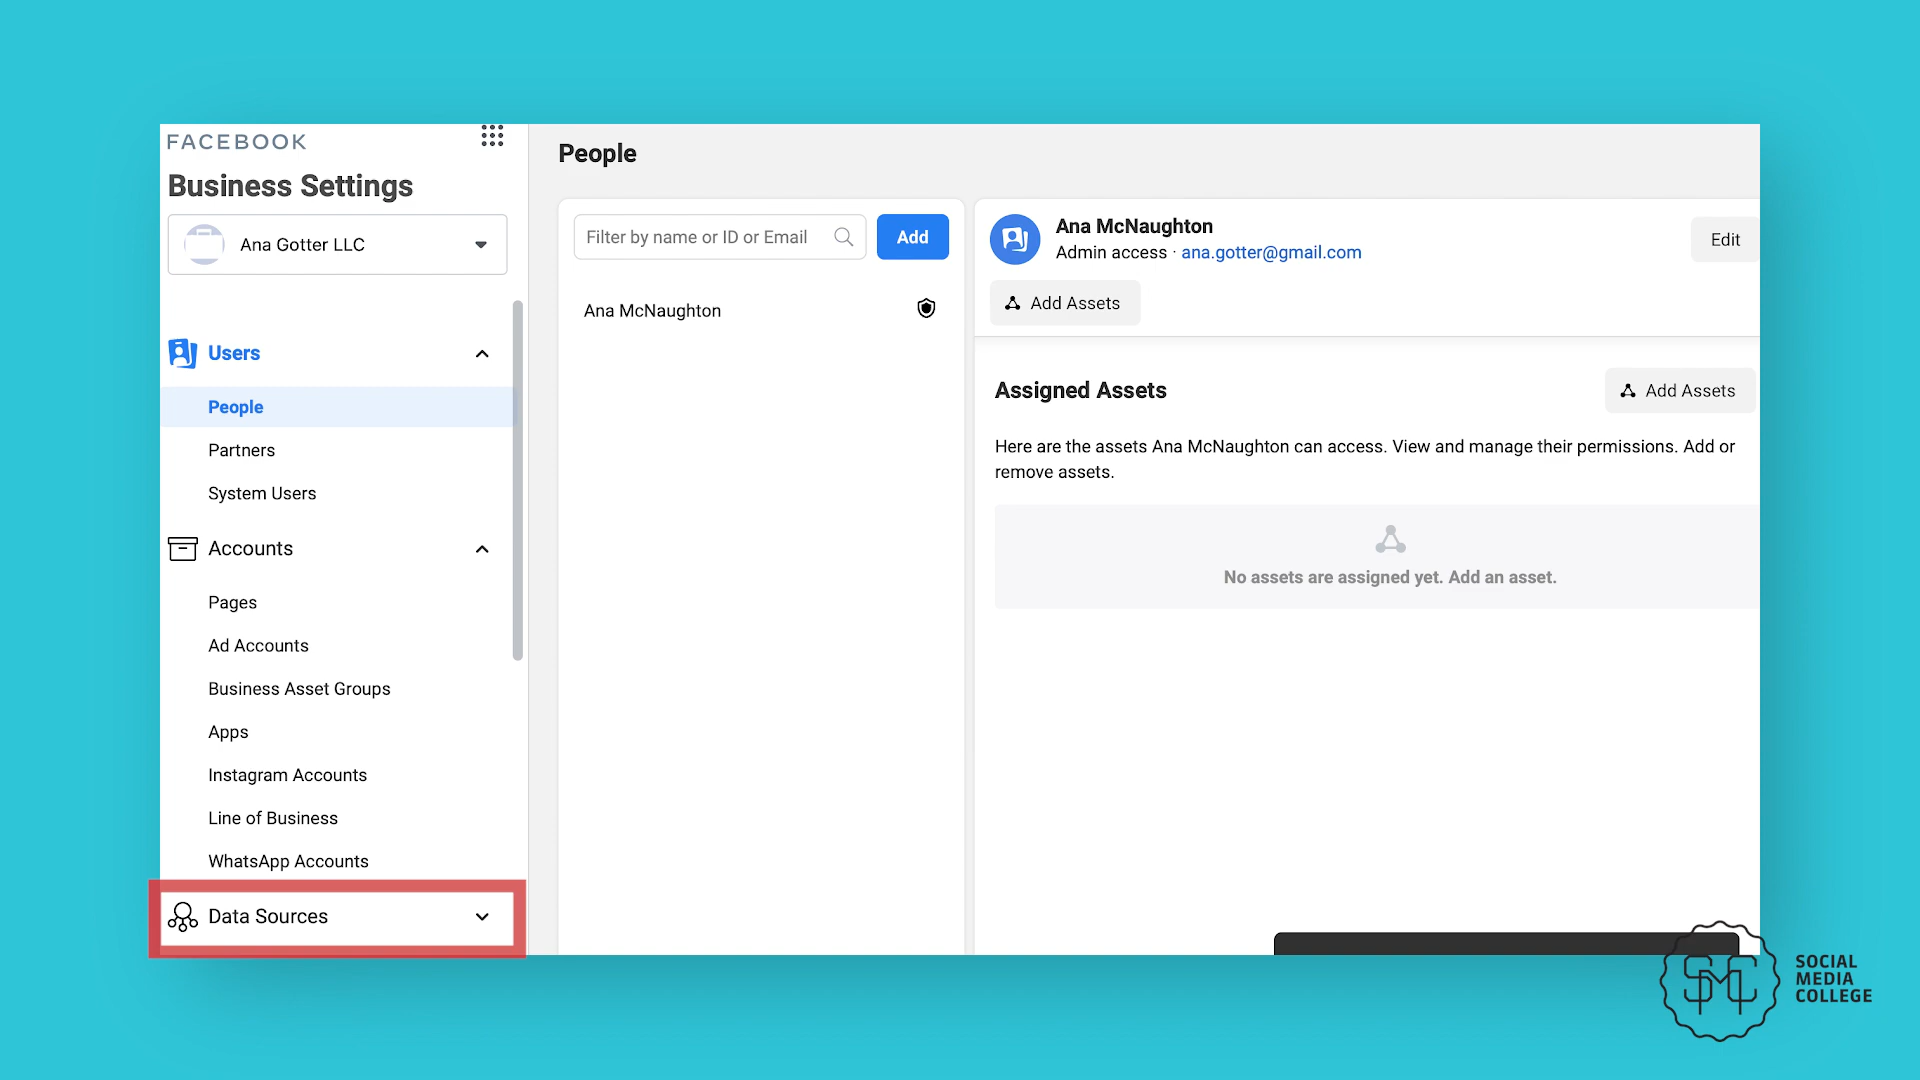 FACEBOOK
Business Settings
Ana Gotter LLC
Users
People
Partners
System Users
Accounts
Pages
Ad Accounts
Business Asset Groups
Apps
Instagram Accounts
Line of Business
WhatsApp Accounts
Data Sources
People
Filter by name or ID or Email
Add
Ana McNaughton
Ana McNaughton
Admin access · ana.gotter@gmail.com
Edit
Add Assets
Assigned Assets
Add Assets
Here are the assets Ana McNaughton can access. View and manage their permissions. Add or
remove assets.
No assets are assigned yet. Add an asset.
SMC
SOCIAL
MEDIA
COLLEGE